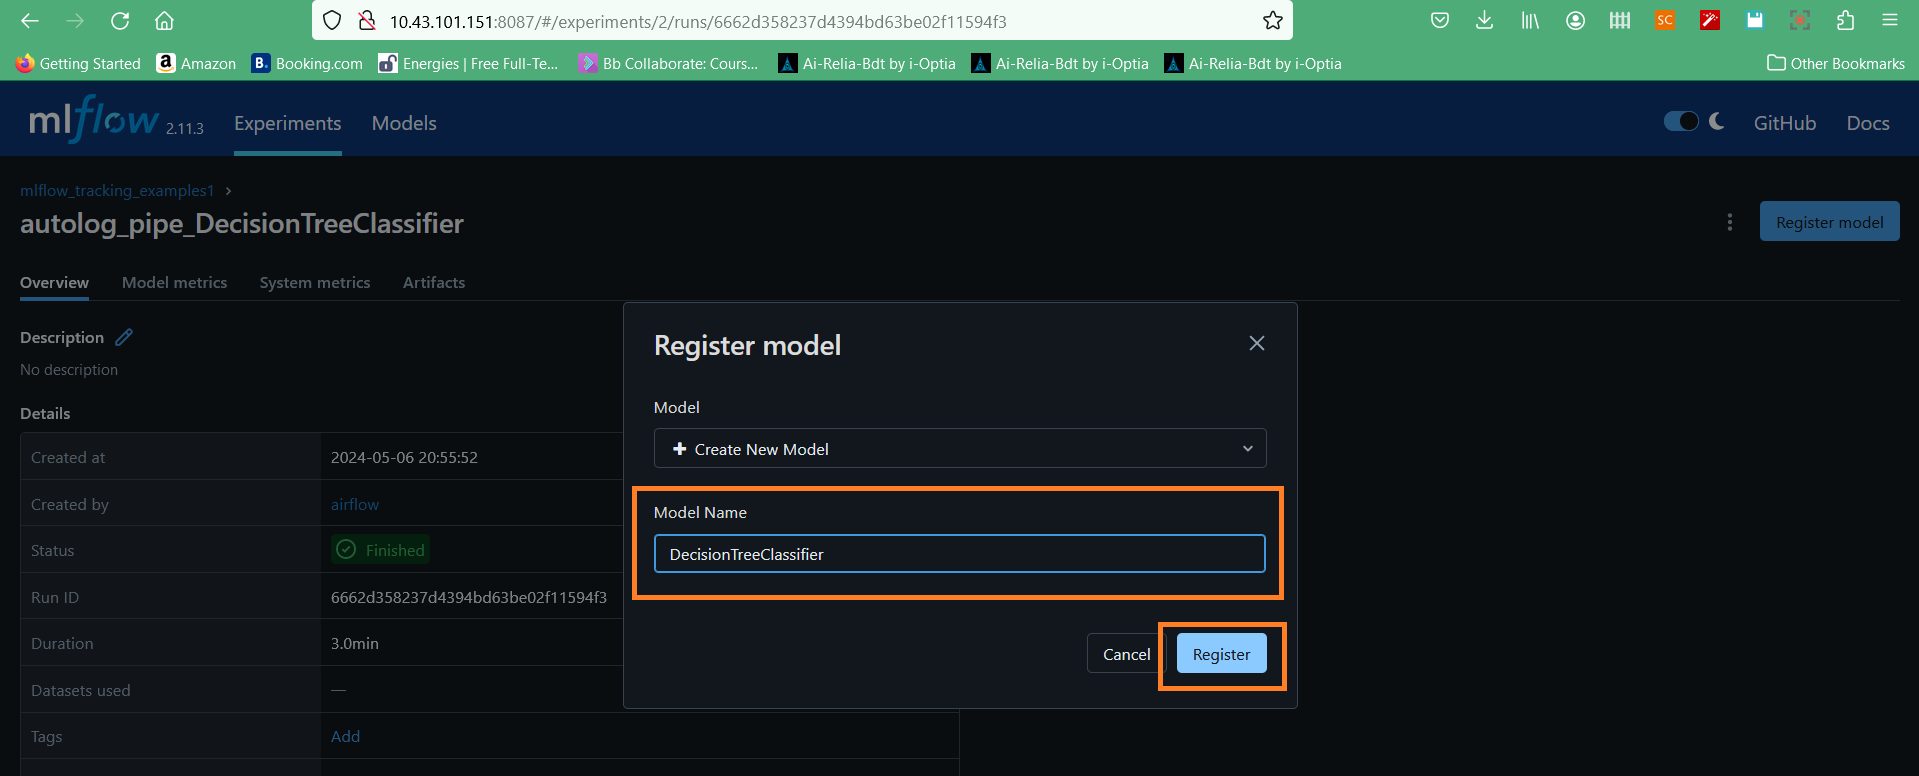 10.43.101.151:8087/#/experiments/2/runs/6662d358237d4394bd63be02f11594f3
SC
Getting Started
Amazon
B. Booking.com
Energies | Free Full-Te...
Bb Collaborate: Cours...
Ai-Relia-Bdt by i-Optia
Ai-Relia-Bdt by i-Optia
Ai-Relia-Bdt by i-Optia
Other Bookmarks
mlflow 2.11.3
Experiments
Models
GitHub
Docs
mlflow_tracking_examples1 >
autolog_pipe_DecisionTreeClassifier
Register model
Overview
Model metrics
System metrics
Artifacts
Description
No description
Details
Created at 2024-05-06 20:55:52
Created by airflow
Status Finished
Run ID 6662d358237d4394bd63be02f11594f3
Duration 3.0min
Datasets used —
Tags Add
Register model
Model
+ Create New Model
Model Name
DecisionTreeClassifier
Cancel
Register